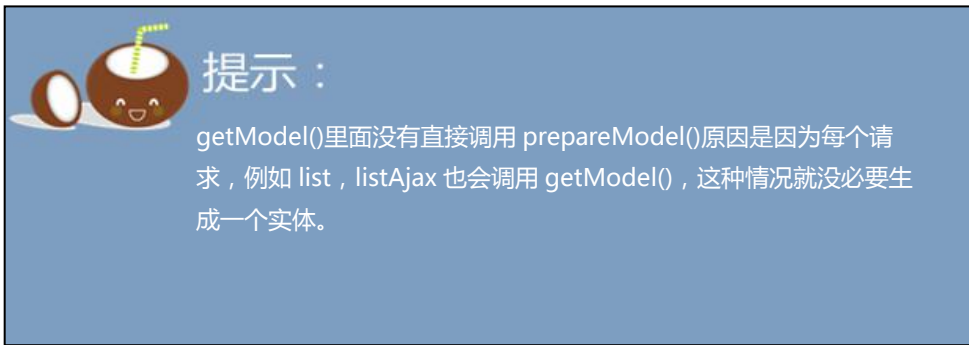 提示：
getModel()里面没有直接调用 prepareModel()原因是因为每个请
求，例如 list，listAjax 也会调用 getModel()，这种情况就没必要生
成一个实体。